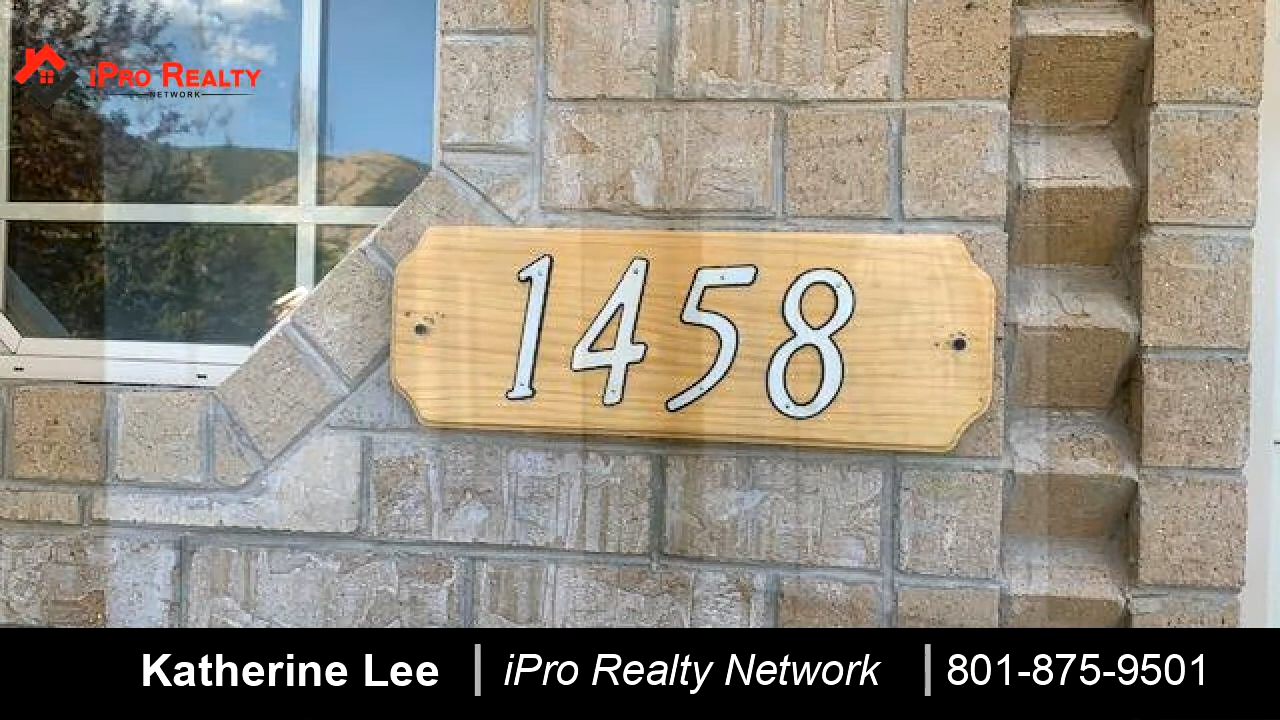 iPRO REALTY
NETWORK
1458
Katherine Lee | iPro Realty Network | 801-875-9501